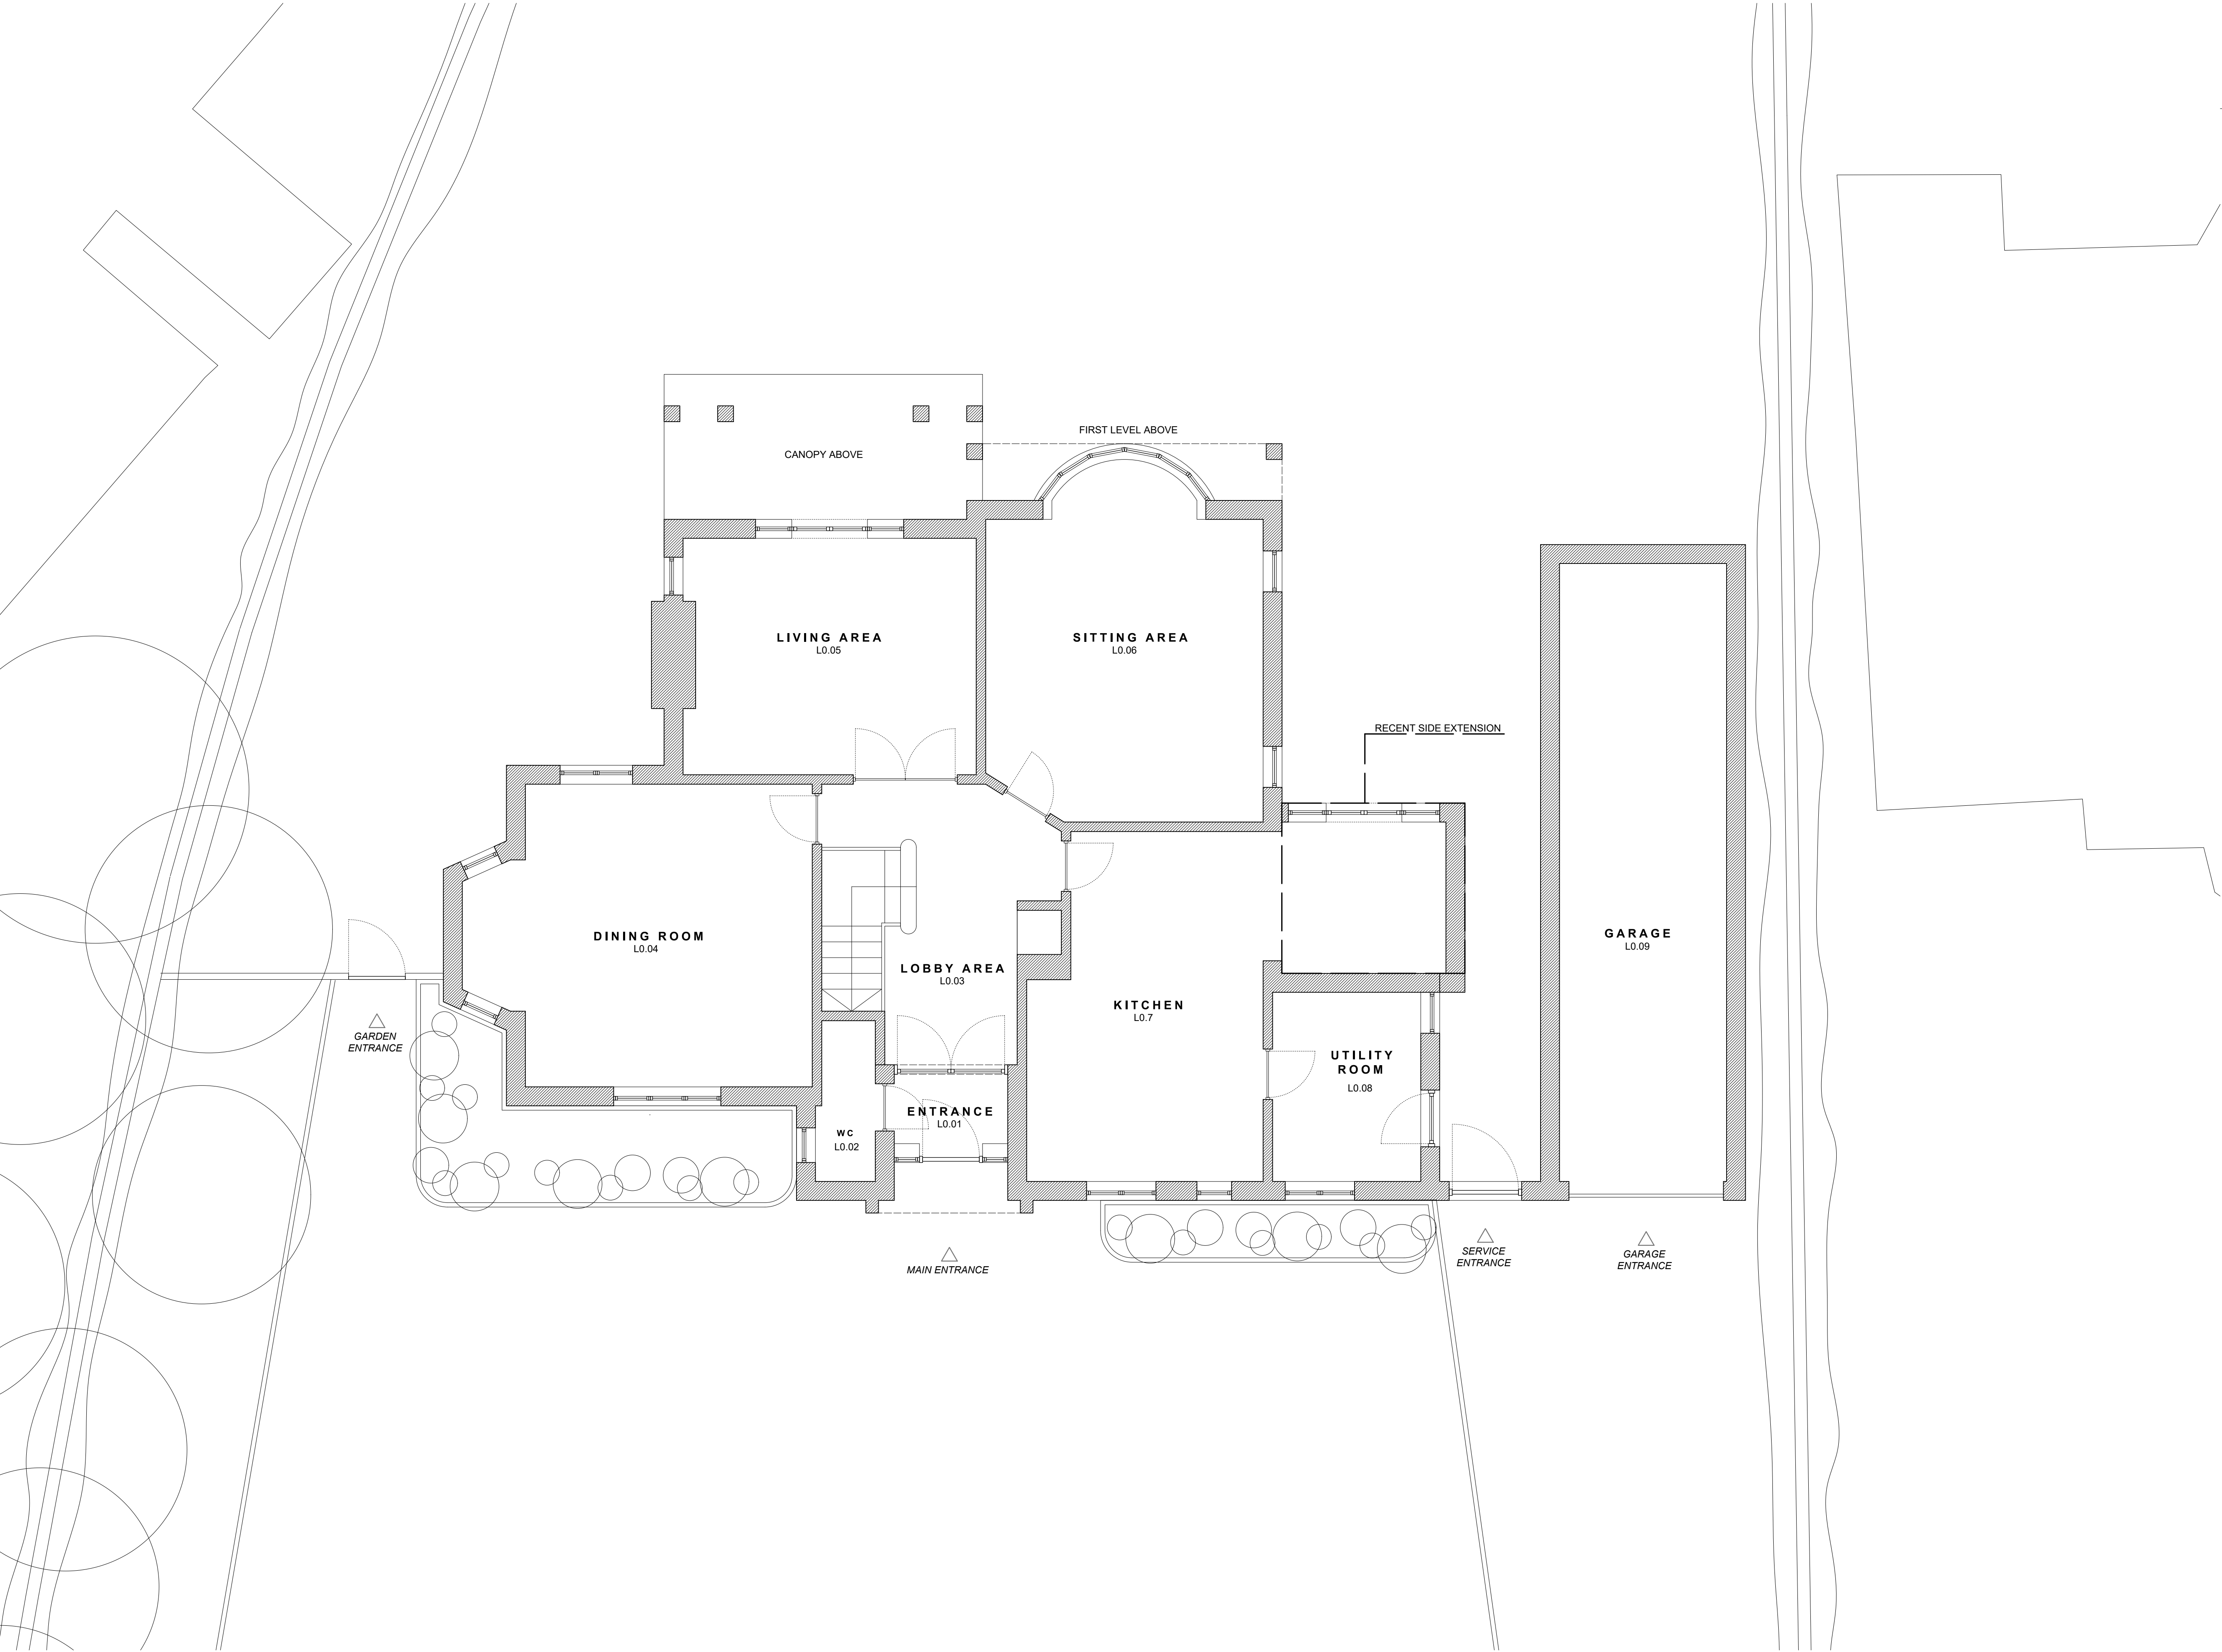 FIRST LEVEL ABOVE
CANOPY ABOVE
LIVING AREA
L0.05
SITTING AREA
L0.06
RECENT SIDE EXTENSION
DINING ROOM
L0.04
GARAGE
L0.09
LOBBY AREA
L0.03
KITCHEN
L0.7
GARDEN
ENTRANCE
UTILITY
ROOM
L0.08
ENTRANCE
L0.01
WC
L0.02
MAIN ENTRANCE
SERVICE
ENTRANCE
GARAGE
ENTRANCE